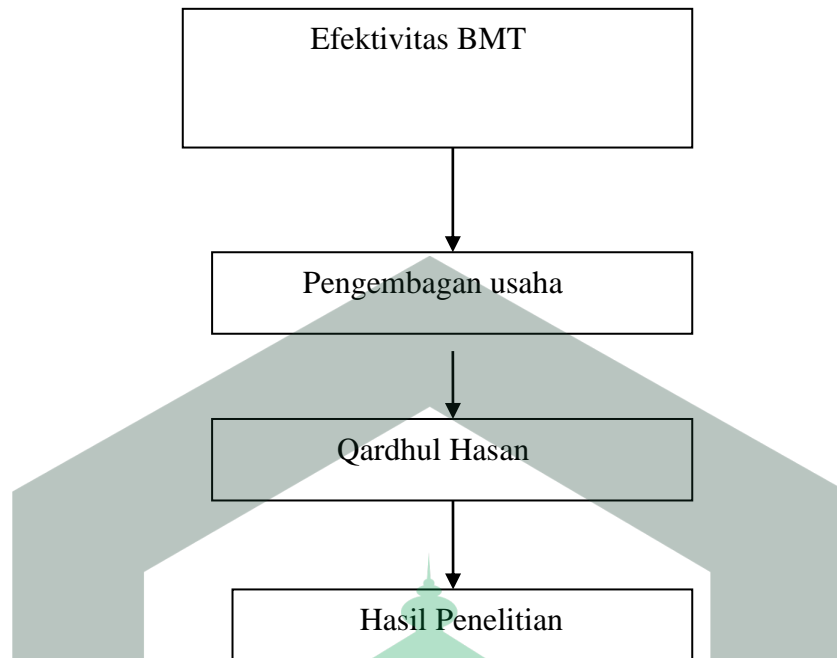 Efektivitas BMT
Pengembagan usaha
Qardhul Hasan
Hasil Penelitian